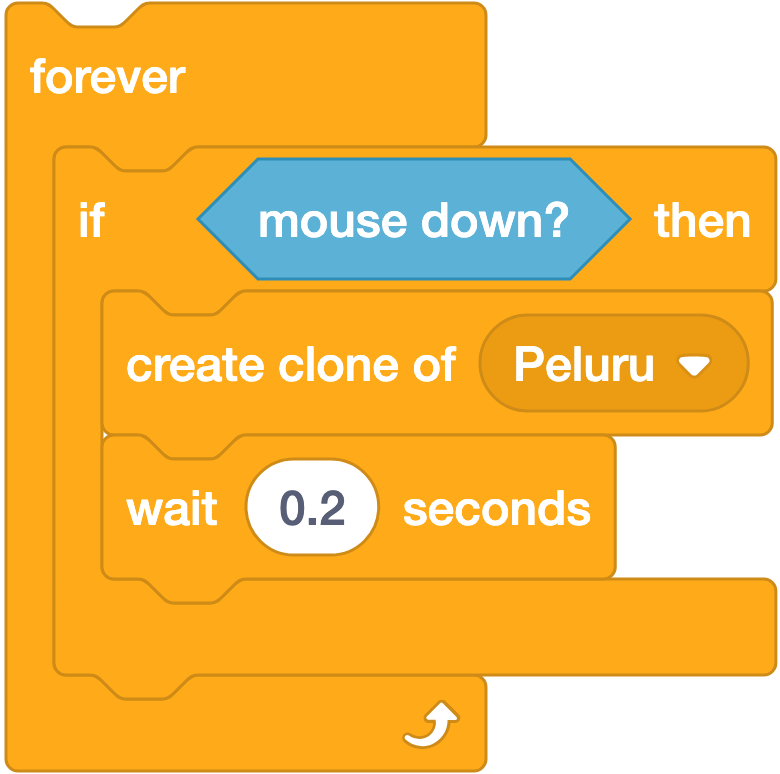 forever
if mouse down? then
create clone of Peluru
wait 0.2 seconds